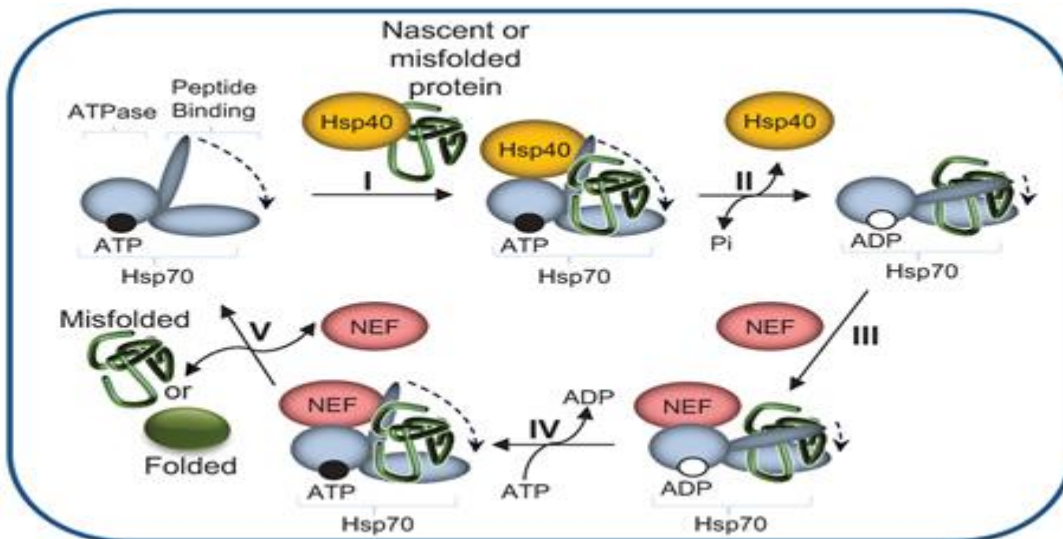 Nascent or
misfolded
protein
ATPase
Peptide
Binding
Hsp40
Hsp40
Hsp40
I
II
ATP
ATP
Pi
ADP
Hsp70
Hsp70
Hsp70
Misfolded
or
Folded
V
NEF
NEF
III
NEF
ADP
NEF
IV
ATP
ATP
ADP
Hsp70
Hsp70